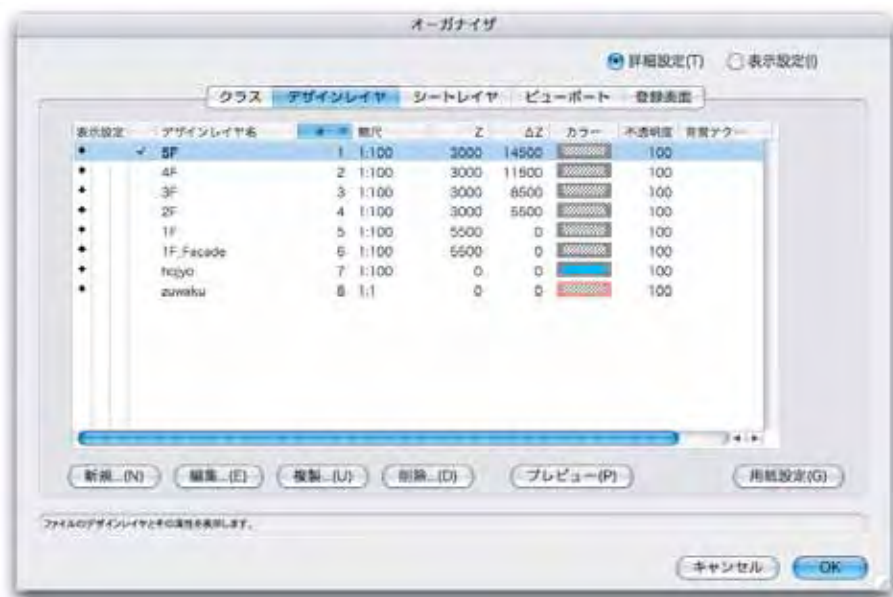 オーガナイザ
詳細設定(T) 表示設定(I)
クラス デザインレイヤ シートレイヤ ビューポート 登録画面
表示設定 デザインレイヤ名 縮尺 Z ΔZ カラー 不透明度 背景テク…
5F 1 1:100 3000 14500 100
4F 2 1:100 3000 11500 100
3F 3 1:100 3000 8500 100
2F 4 1:100 3000 5500 100
1F 5 1:100 5500 0 100
1F_Facade 6 1:100 5500 0 100
hojyo 7 1:100 0 0 100
zuwaku 8 1:1 0 0 100
新規...(N) 編集...(E) 複製...(U) 削除...(D) プレビュー(P) 用紙設定(G)
ファイルのデザインレイヤとその属性を表示します。
キャンセル OK